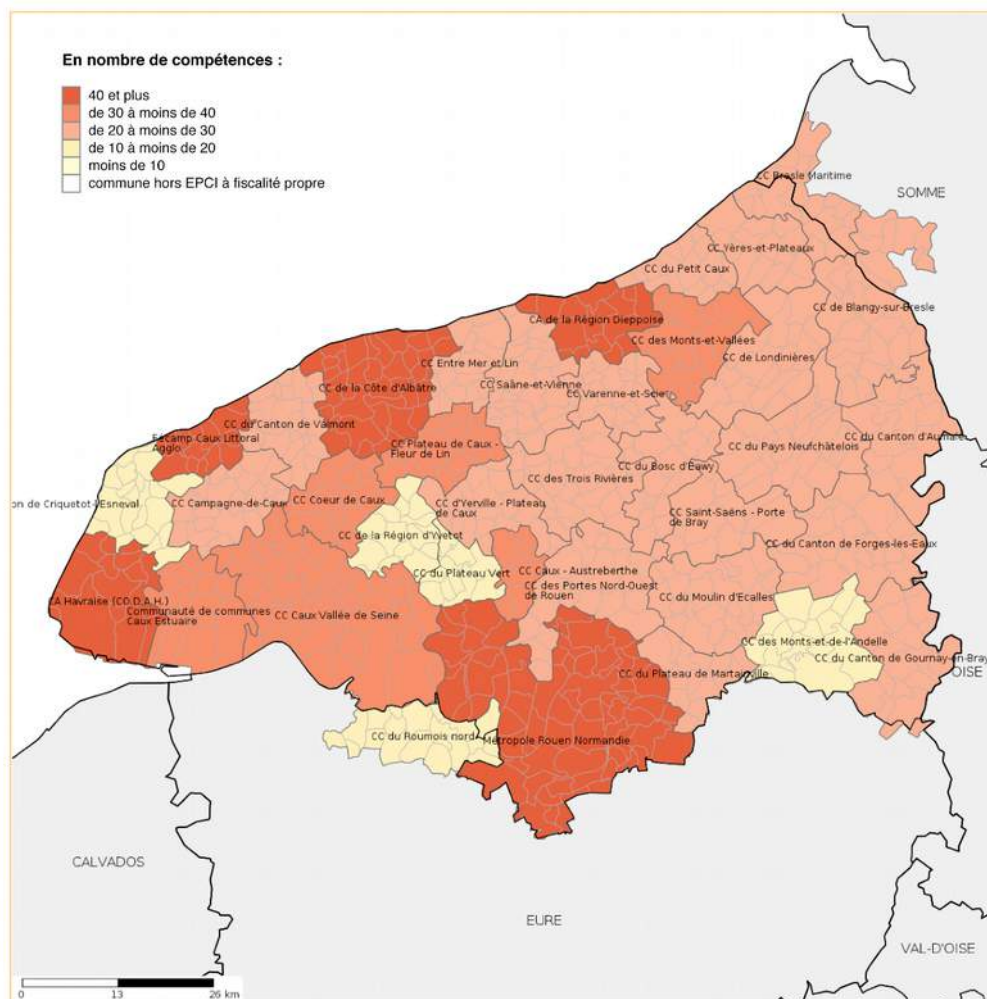 En nombre de compétences :
40 et plus
de 30 à moins de 40
de 20 à moins de 30
de 10 à moins de 20
moins de 10
commune hors EPCI à fiscalité propre
CC Bresle Maritime
SOMME
CC Yères-et-Plateaux
CC du Petit Caux
CC de Blangy-sur-Bresle
CA de la Région Dieppoise
CC des Monts-et-Vallées
CC de Londinières
CC Entre Mer et Lin
CC Saâne-et-Vienne
CC Varenne-et-Scie
CC de la Côte d'Albâtre
CC du Canton de Valmont
Fécamp Caux Littoral
Agglo
CC Plateau de Caux -
Fleur de Lin
CC du Bosc d'Eawy
CC du Pays Neufchâtelois
CC du Canton d'Aumale
CC des Trois Rivières
on de Criquetot-l'Esneval
CC Campagne-de-Caux
CC Coeur de Caux
CC d'Yerville - Plateau
de Caux
CC Saint-Saëns - Porte
de Bray
CC de la Région d'Yvetot
CC du Canton de Forges-les-Eaux
CC du Plateau Vert
CC Caux - Austreberthe
CC des Portes Nord-Ouest
de Rouen
CC du Moulin d'Ecalles
CA Havraise (CO.D.A.H.)
Communauté de communes
Caux Estuaire
CC Caux Vallée de Seine
CC des Monts-et-de-l'Andelle
CC du Canton de Gournay-en-Bray
OISE
CC du Plateau de Martainville
CC du Roumois nord
Métropole Rouen Normandie
CALVADOS
EURE
VAL-D'OISE
0 13 26 km